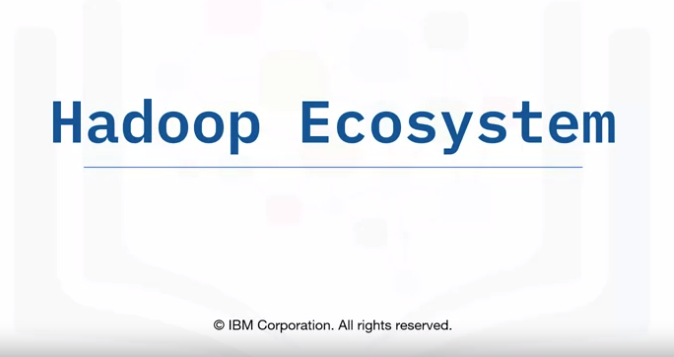 Hadoop Ecosystem
© IBM Corporation. All rights reserved.